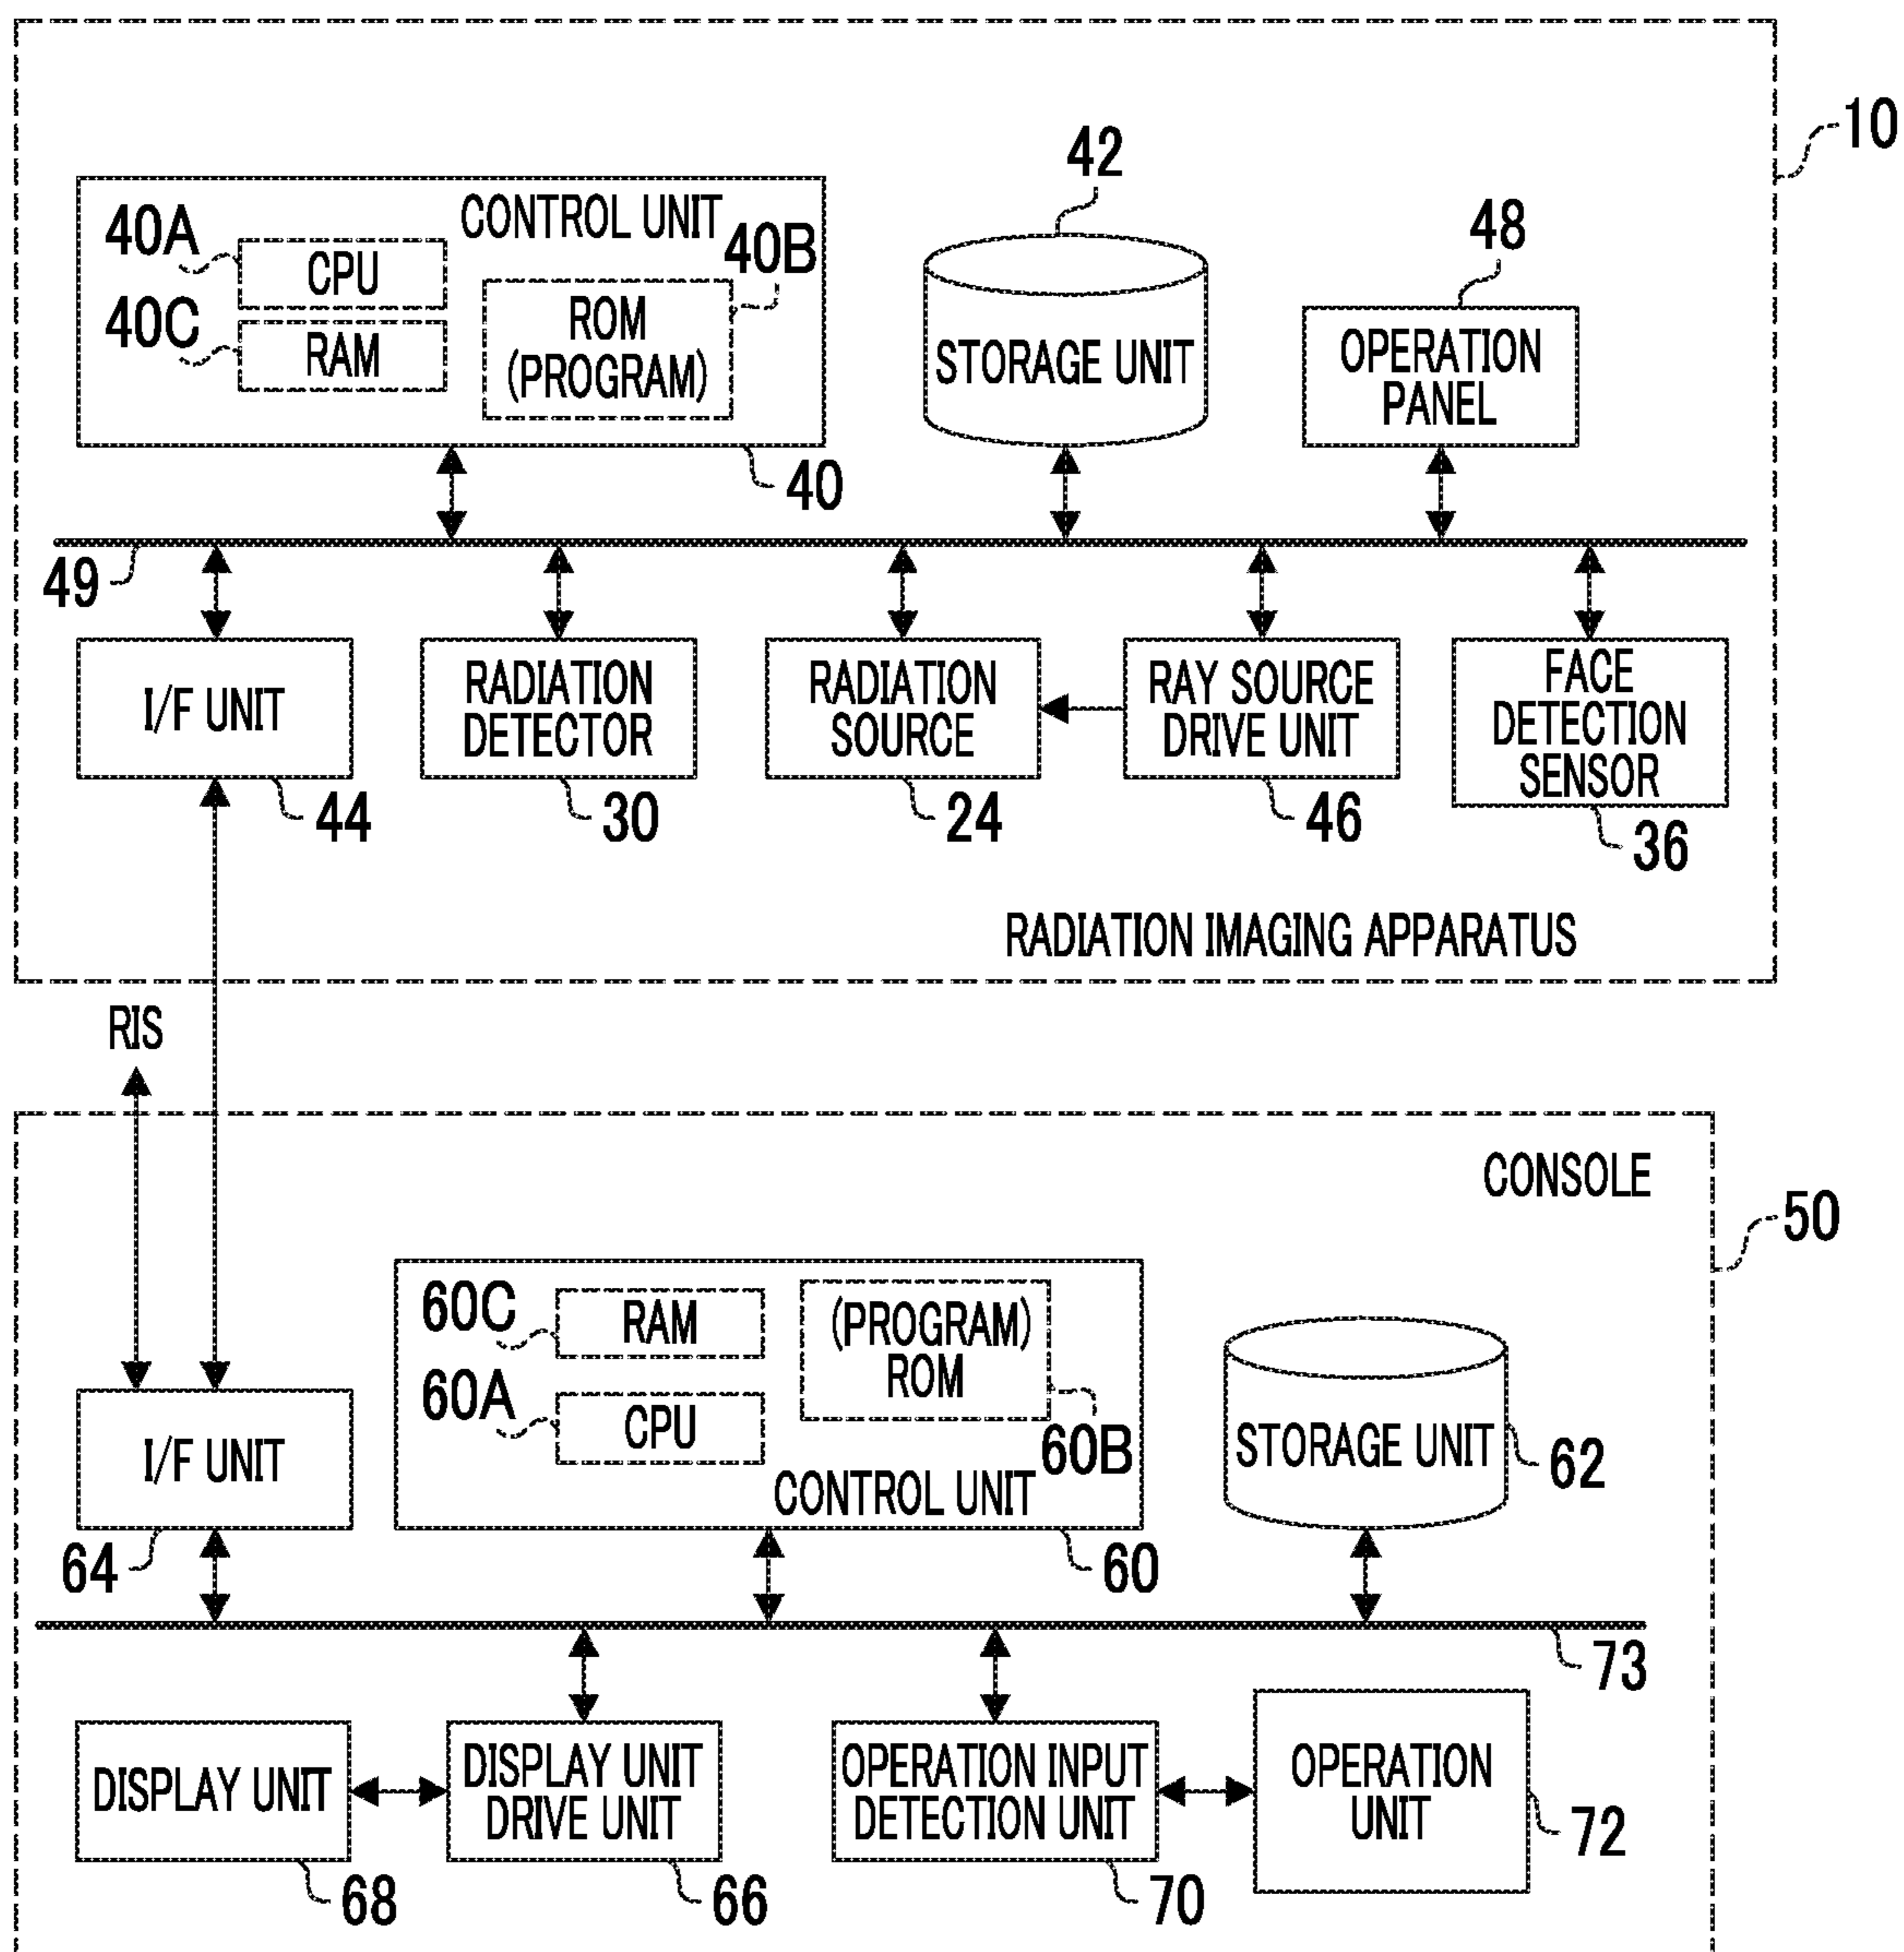 10
CONTROL UNIT
40A
CPU
40B
ROM
(PROGRAM)
40C
RAM
40
42
STORAGE UNIT
48
OPERATION
PANEL
49
I/F UNIT
44
RADIATION
DETECTOR
30
RADIATION
SOURCE
24
RAY SOURCE
DRIVE UNIT
46
FACE
DETECTION
SENSOR
36
RADIATION IMAGING APPARATUS
RIS
CONSOLE
50
I/F UNIT
64
60C
RAM
(PROGRAM)
ROM
60A
CPU
60B
CONTROL UNIT
60
STORAGE UNIT
62
73
DISPLAY UNIT
68
DISPLAY UNIT
DRIVE UNIT
66
OPERATION INPUT
DETECTION UNIT
70
OPERATION
UNIT
72